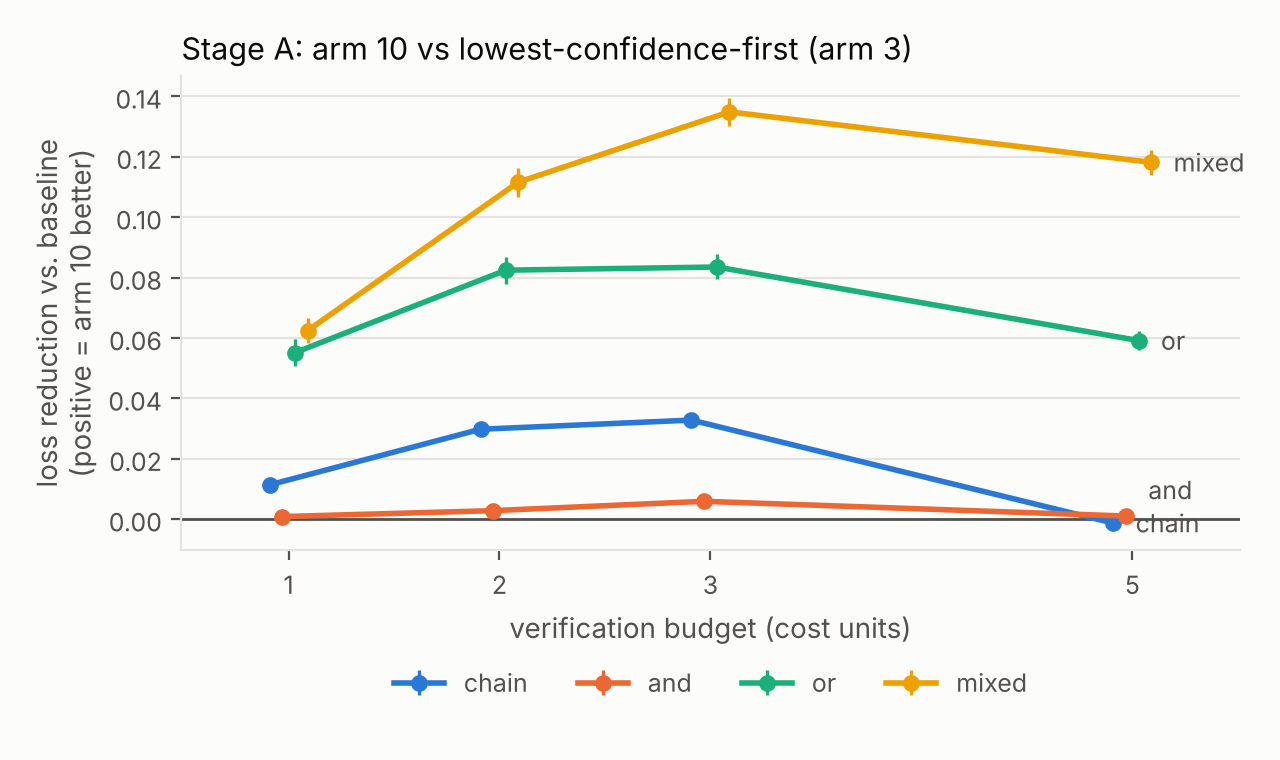 Stage A: arm 10 vs lowest-confidence-first (arm 3)
loss reduction vs. baseline
(positive = arm 10 better)
0.14
0.12
0.10
0.08
0.06
0.04
0.02
0.00
mixed
or
and
chain
1 2 3 5
verification budget (cost units)
chain and or mixed